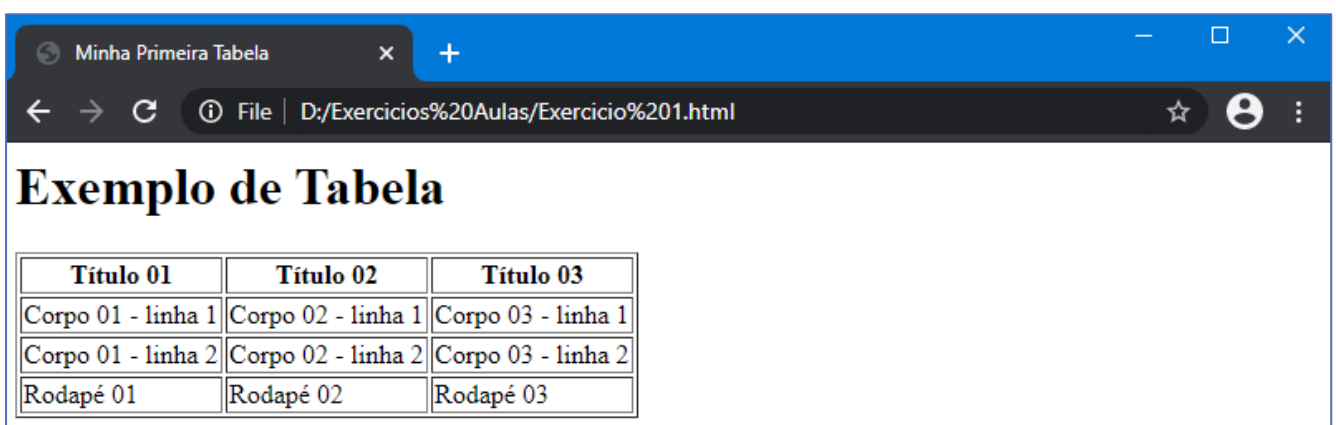 Minha Primeira Tabela
File D:/Exercicios%20Aulas/Exercicio%201.html
Exemplo de Tabela
Título 01 Título 02 Título 03
Corpo 01 - linha 1 Corpo 02 - linha 1 Corpo 03 - linha 1
Corpo 01 - linha 2 Corpo 02 - linha 2 Corpo 03 - linha 2
Rodapé 01 Rodapé 02 Rodapé 03